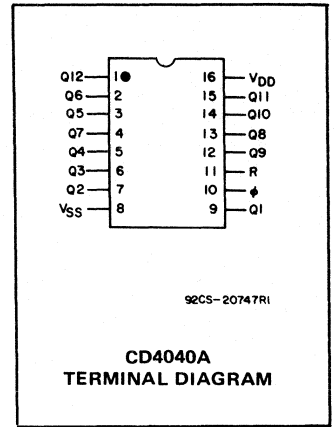 Q12 1 16 VDD
Q6 2 15 Q11
Q5 3 14 Q10
Q7 4 13 Q8
Q4 5 12 Q9
Q3 6 11 R
Q2 7 10 ϕ
VSS 8 9 Q1
92CS-20747R1
CD4040A
TERMINAL DIAGRAM